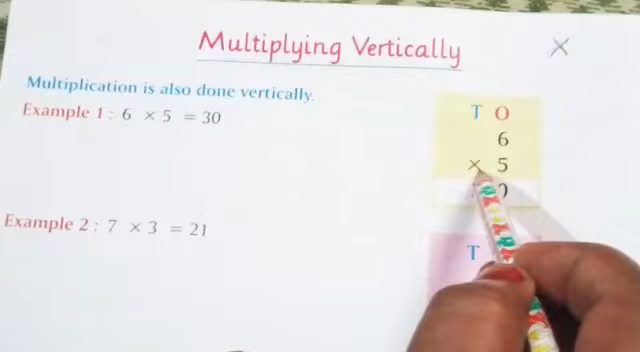 Multiplying Vertically
×
Multiplication is also done vertically.
Example 1 : 6 × 5 = 30
T O
6
× 5
Example 2 : 7 × 3 = 21
T